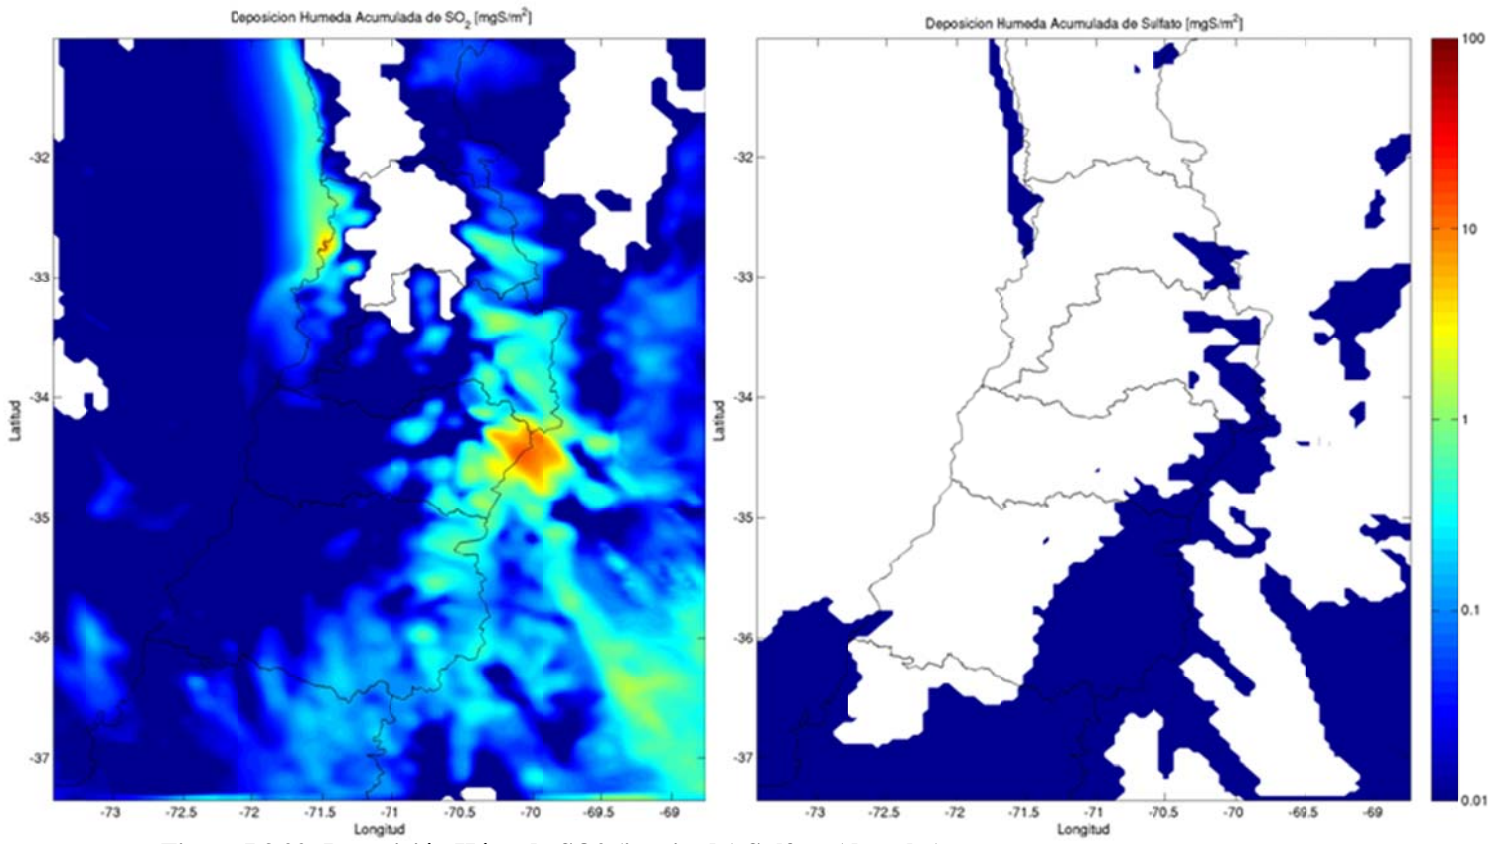 Deposicion Humeda Acumulada de SO2 [mgS/m2]
Deposicion Humeda Acumulada de Sulfato [mgS/m2]
Latitud
-32
-33
-34
-35
-36
-37
-73 -72.5 -72 -71.5 -71 -70.5 -70 -69.5 -69
Longitud
Latitud
-32
-33
-34
-35
-36
-37
-73 -72.5 -72 -71.5 -71 -70.5 -70 -69.5 -69
Longitud
100
10
1
0.1
0.01